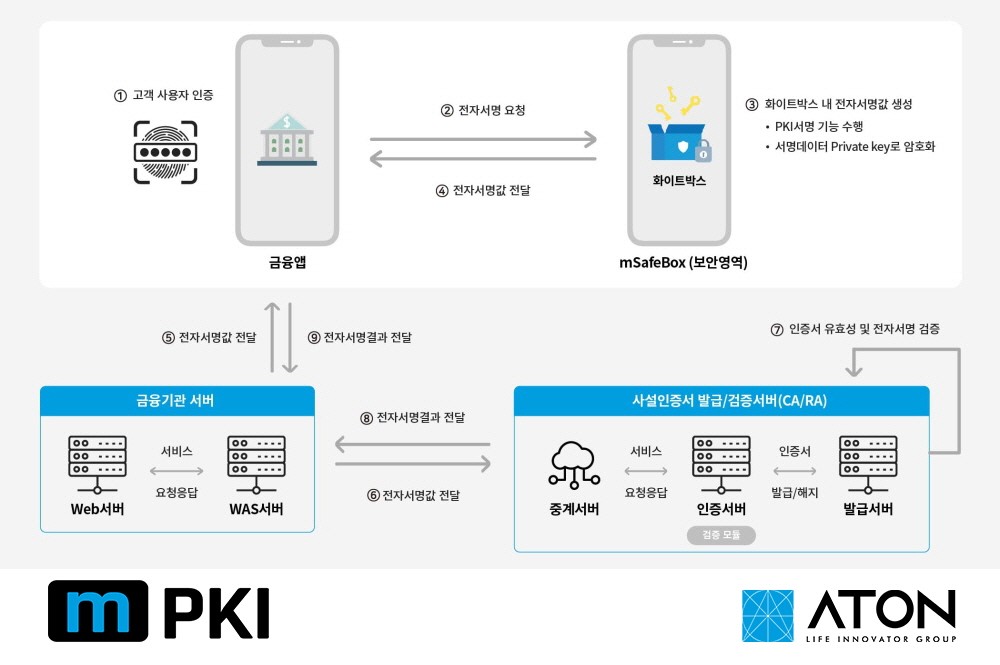 ① 고객 사용자 인증
② 전자서명 요청
③ 화이트박스 내 전자서명값 생성
• PKI서명 기능 수행
• 서명데이터 Private key로 암호화
$
화이트박스
④ 전자서명값 전달
금융앱
mSafeBox (보안영역)
⑤ 전자서명값 전달
⑨ 전자서명결과 전달
⑦ 인증서 유효성 및 전자서명 검증
금융기관 서버
사설인증서 발급/검증서버(CA/RA)
⑧ 전자서명결과 전달
⑥ 전자서명값 전달
서비스
요청응답
Web서버
WAS서버
서비스
요청응답
인증서
발급/해지
중계서버
인증서버
발급서버
검증 모듈
m PKI
ATON
LIFE INNOVATOR GROUP